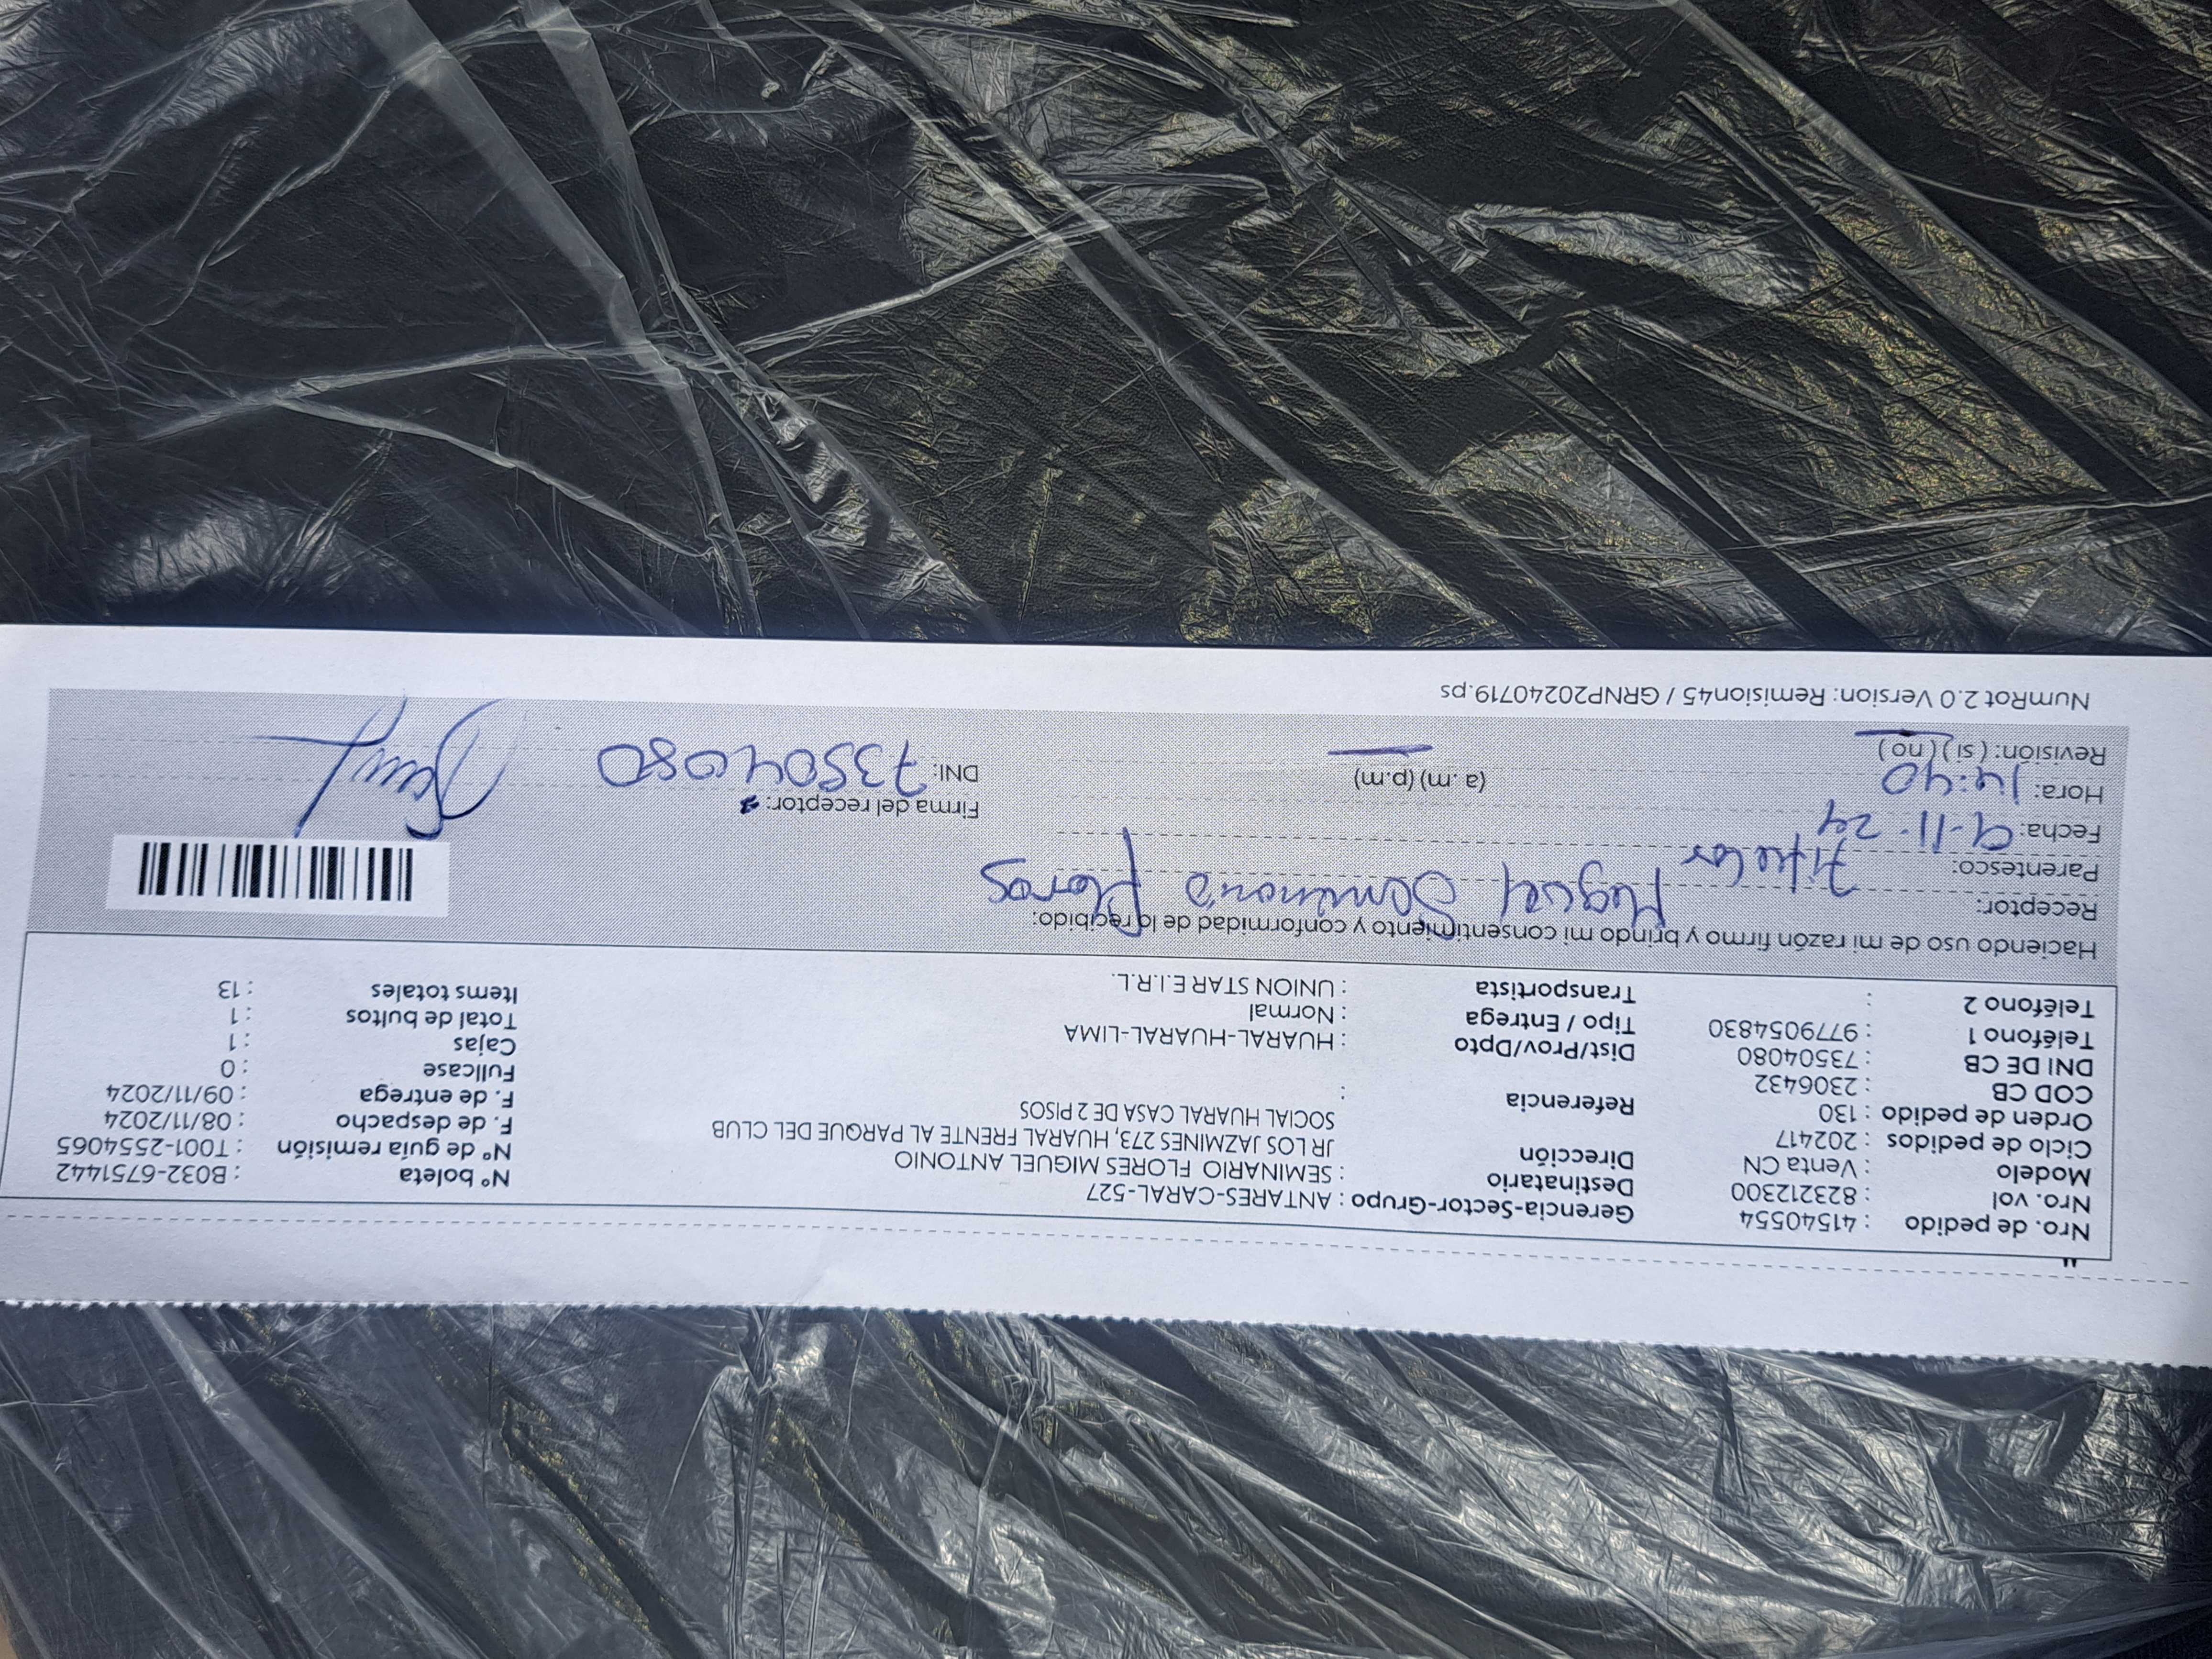 Nro. de pedido : 41540554
Nro. vol : 823212300
Modelo : Venta CN
Ciclo de pedidos : 202417
Orden de pedido : 130
COD CB : 2306432
DNI DE CB : 73504080
Teléfono 1 : 9779054830
Teléfono 2 :
Gerencia-Sector-Grupo : ANTARES-CARAL-527
Destinatario : SEMINARIO FLORES MIGUEL ANTONIO
Dirección JR LOS JAZMINES 273, HUARAL FRENTE AL PARQUE DEL CLUB
SOCIAL HUARAL CASA DE 2 PISOS
Referencia :
Dist/Prov/Dpto : HUARAL-HUARAL-LIMA
Tipo / Entrega : Normal
Transportista : UNION STAR E.I.R.L.
N° boleta : B032-6751442
N° de guía remisión : T001-2554065
F. de despacho : 08/11/2024
F. de entrega : 09/11/2024
Fullcase : 0
Cajas : 1
Total de bultos : 1
Items totales : 13
Haciendo uso de mi razón firmo y brindo mi consentimiento y conformidad de lo recibido:
Receptor: Miguel Seminario Flores
Parentesco: Titular
Fecha: 9-11-24
Hora: 14:40 (a.m) (p.m)
Revisión: (si) (no)
Firma del receptor:
DNI: 73504080
NumRot 2.0 Version: Remision45 / GRNP20240719.ps